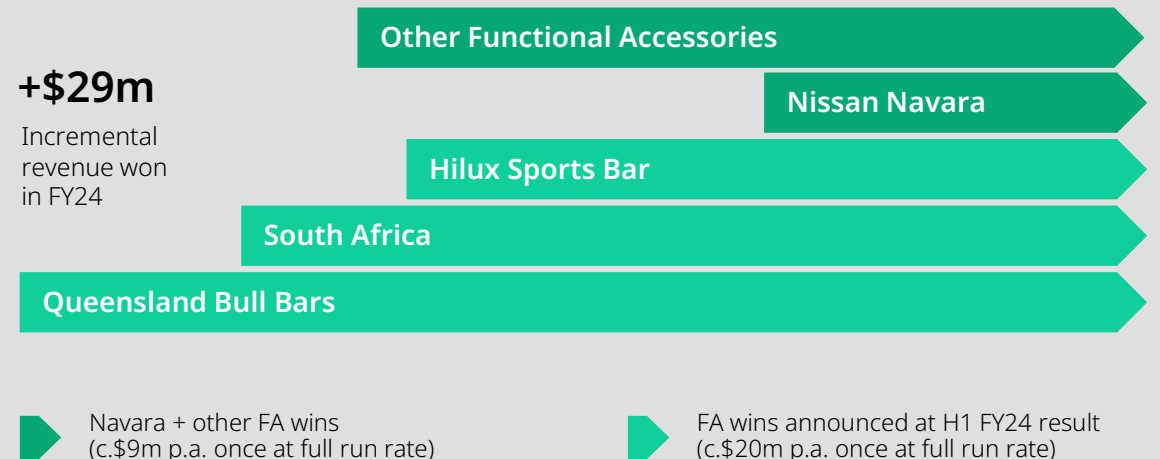 Other Functional Accessories
+$29m
Nissan Navara
Incremental
revenue won
in FY24
Hilux Sports Bar
South Africa
Queensland Bull Bars
Navara + other FA wins
(c.$9m p.a. once at full run rate)
FA wins announced at H1 FY24 result
(c.$20m p.a. once at full run rate)